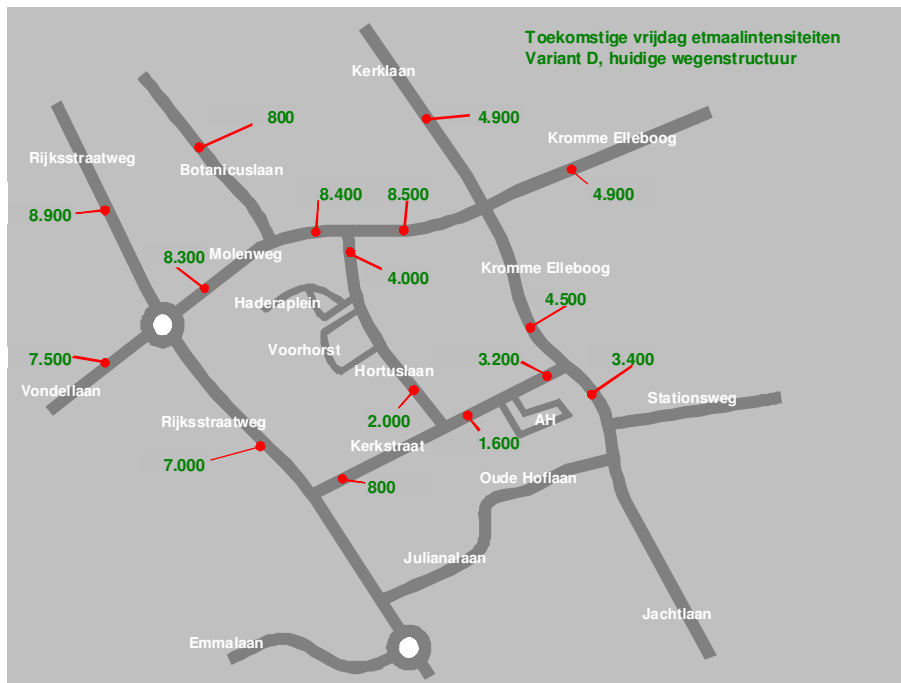 Toekomstige vrijdag etmaalintensiteiten
Variant D, huidige wegenstructuur
Kerklaan
800
4.900
Kromme Elleboog
Rijksstraatweg
Botanicuslaan
8.400
8.500
4.900
8.900
8.300
Molenweg
Kromme Elleboog
4.000
Haderaplein
4.500
Voorhorst
7.500
3.200
3.400
Hortuslaan
Vondellaan
Stationsweg
Rijksstraatweg
2.000
AH
Kerkstraat
1.600
7.000
800
Oude Hoflaan
Julianalaan
Jachtlaan
Emmalaan